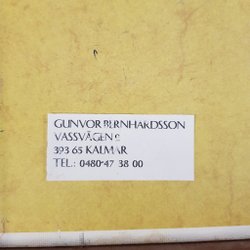 GUNVOR BERNHARDSSON
VASSVÄGEN 9
393 65 KALMAR
TEL.: 0480-47 38 00